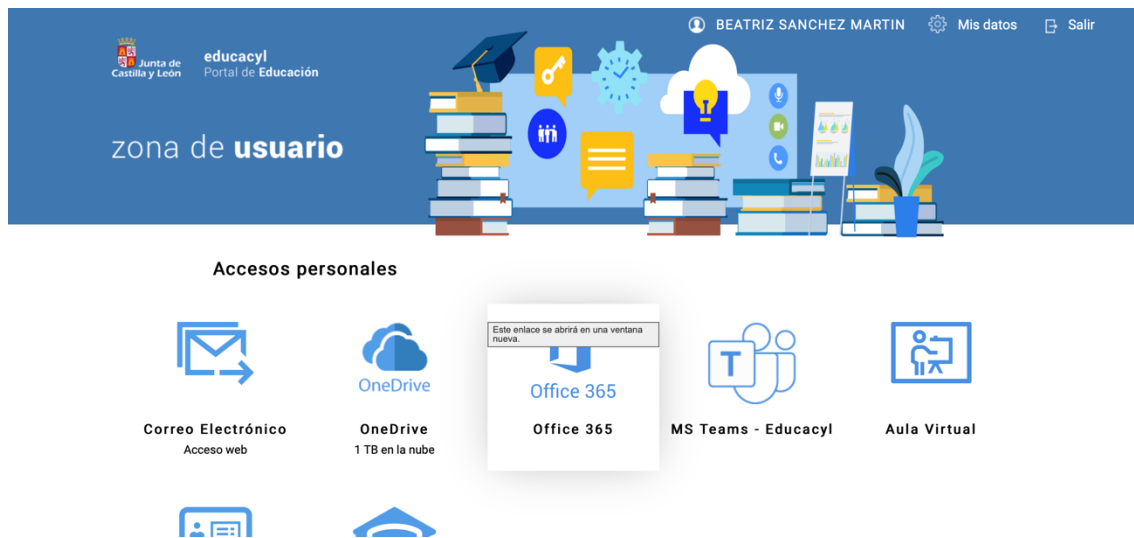 BEATRIZ SANCHEZ MARTIN Mis datos Salir
Junta de
Castilla y León
educacyl
Portal de Educación
zona de usuario
Accesos personales
Este enlace se abrirá en una ventana
nueva.
OneDrive
Office 365
T
Correo Electrónico
Acceso web
OneDrive
1 TB en la nube
Office 365
MS Teams - Educacyl
Aula Virtual